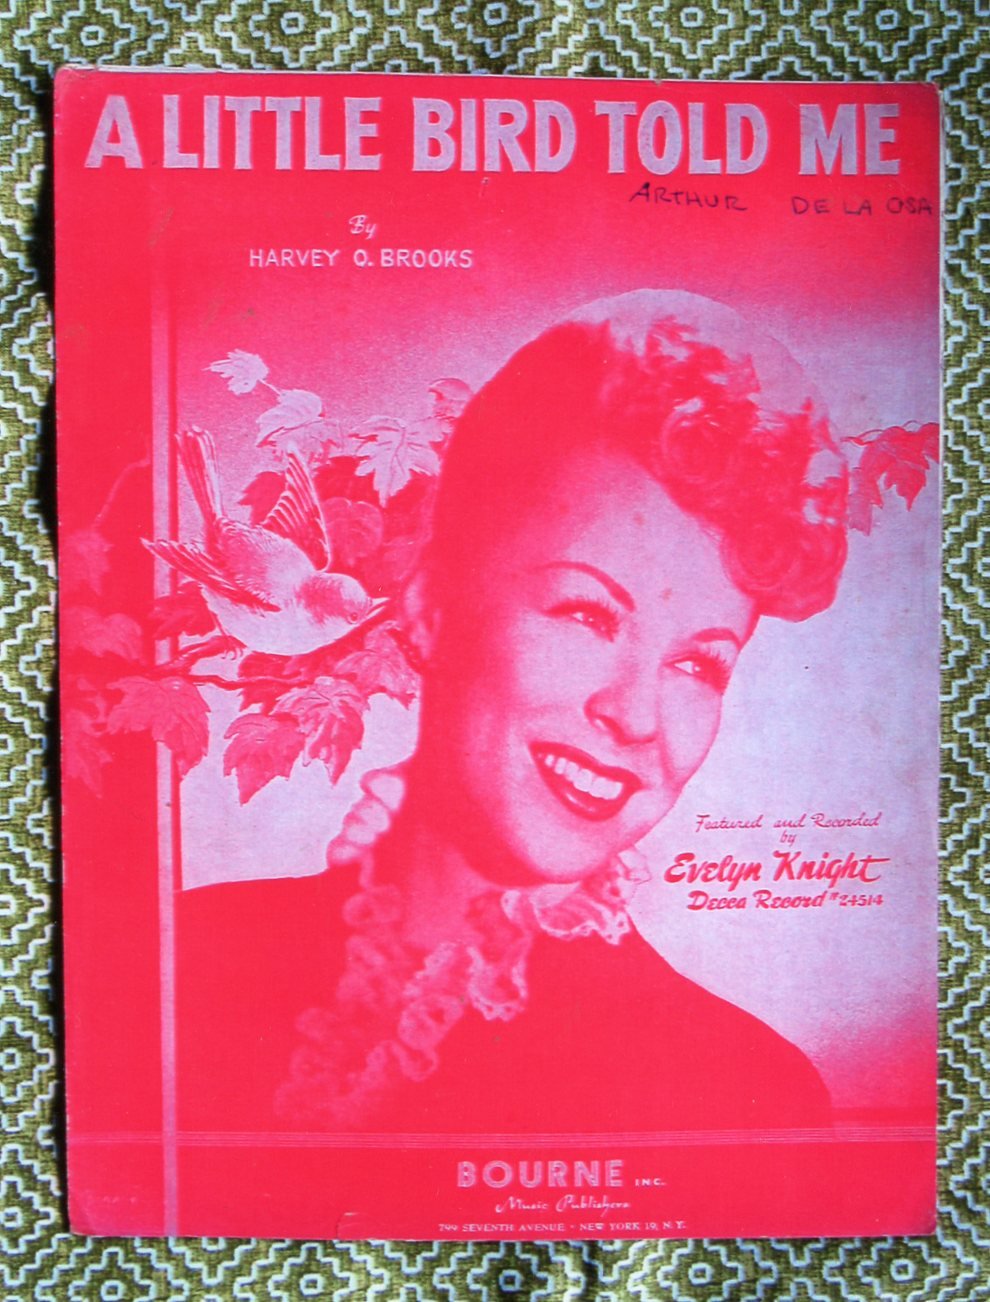 A LITTLE BIRD TOLD ME
ARTHUR DE LA OSA
By
HARVEY O. BROOKS
Featured and Recorded
by
Evelyn Knight
Decca Record #24514
BOURNE INC.
Music Publishers
799 SEVENTH AVENUE - NEW YORK 19, N.Y.